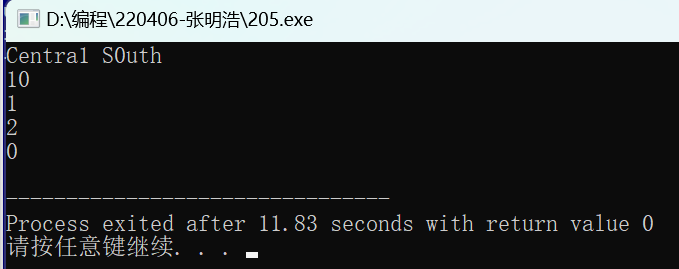 D:\编程\220406-张明浩\205.exe
Central SOuth
10
1
2
0
--------------------------------
Process exited after 11.83 seconds with return value 0
请按任意键继续. . .